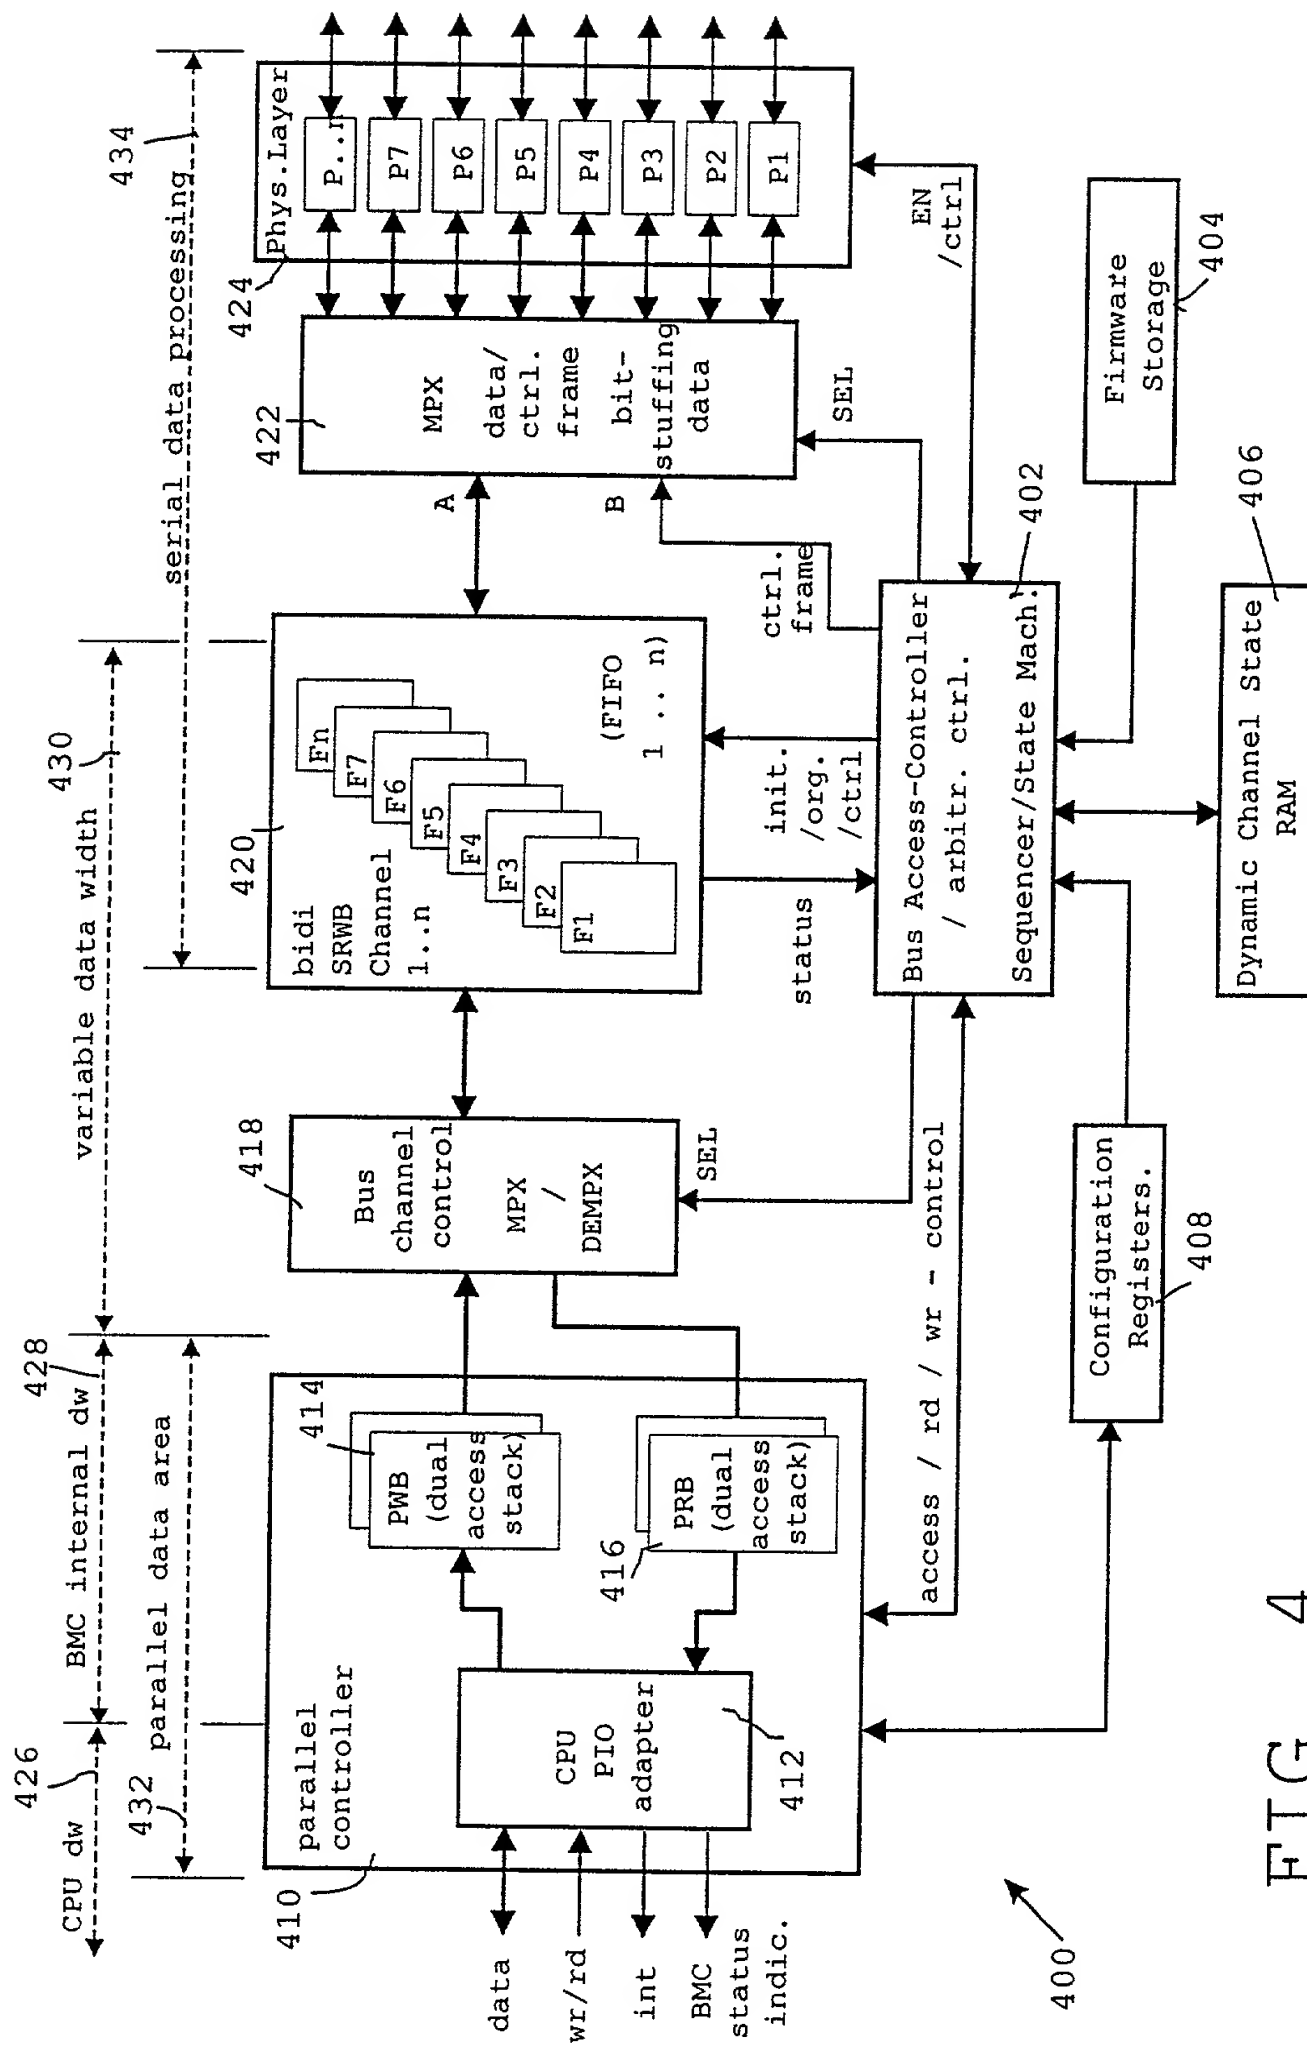 CPU dw
426
BMC internal dw
428
variable data width
430
parallel data area
432
serial data processing
434
parallel
controller
410
data
wr/rd
int
BMC
status
indic.
CPU
PIO
adapter
412
PWB
(dual
access
stack)
414
PRB
(dual
access
stack)
416
Bus
channel
control
MPX
/
DEMPX
418
SEL
bidi
SRWB
Channel
1..n
420
F1
F2
F3
F4
F5
F6
F7
Fn
(FIFO
1 .. n)
A
B
MPX
data/
ctrl.
frame
bit-
stuffing
data
422
SEL
Phys.Layer
424
P..n
P7
P6
P5
P4
P3
P2
P1
EN
/ctrl
ctrl.
frame
init.
/org.
/ctrl
status
access / rd / wr - control
Bus Access-Controller
/ arbitr. ctrl.
Sequencer/State Mach.
402
Configuration
Registers.
408
Firmware
Storage
404
Dynamic Channel State
RAM
406
400
FIG 4